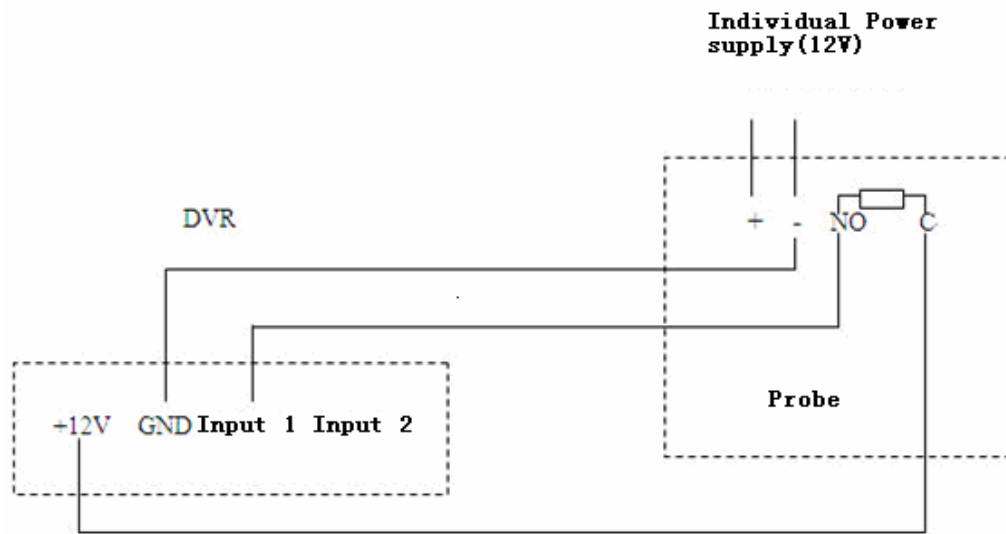 Individual Power
supply(12V)
DVR
+ - NO C
Probe
+12V GND Input 1 Input 2